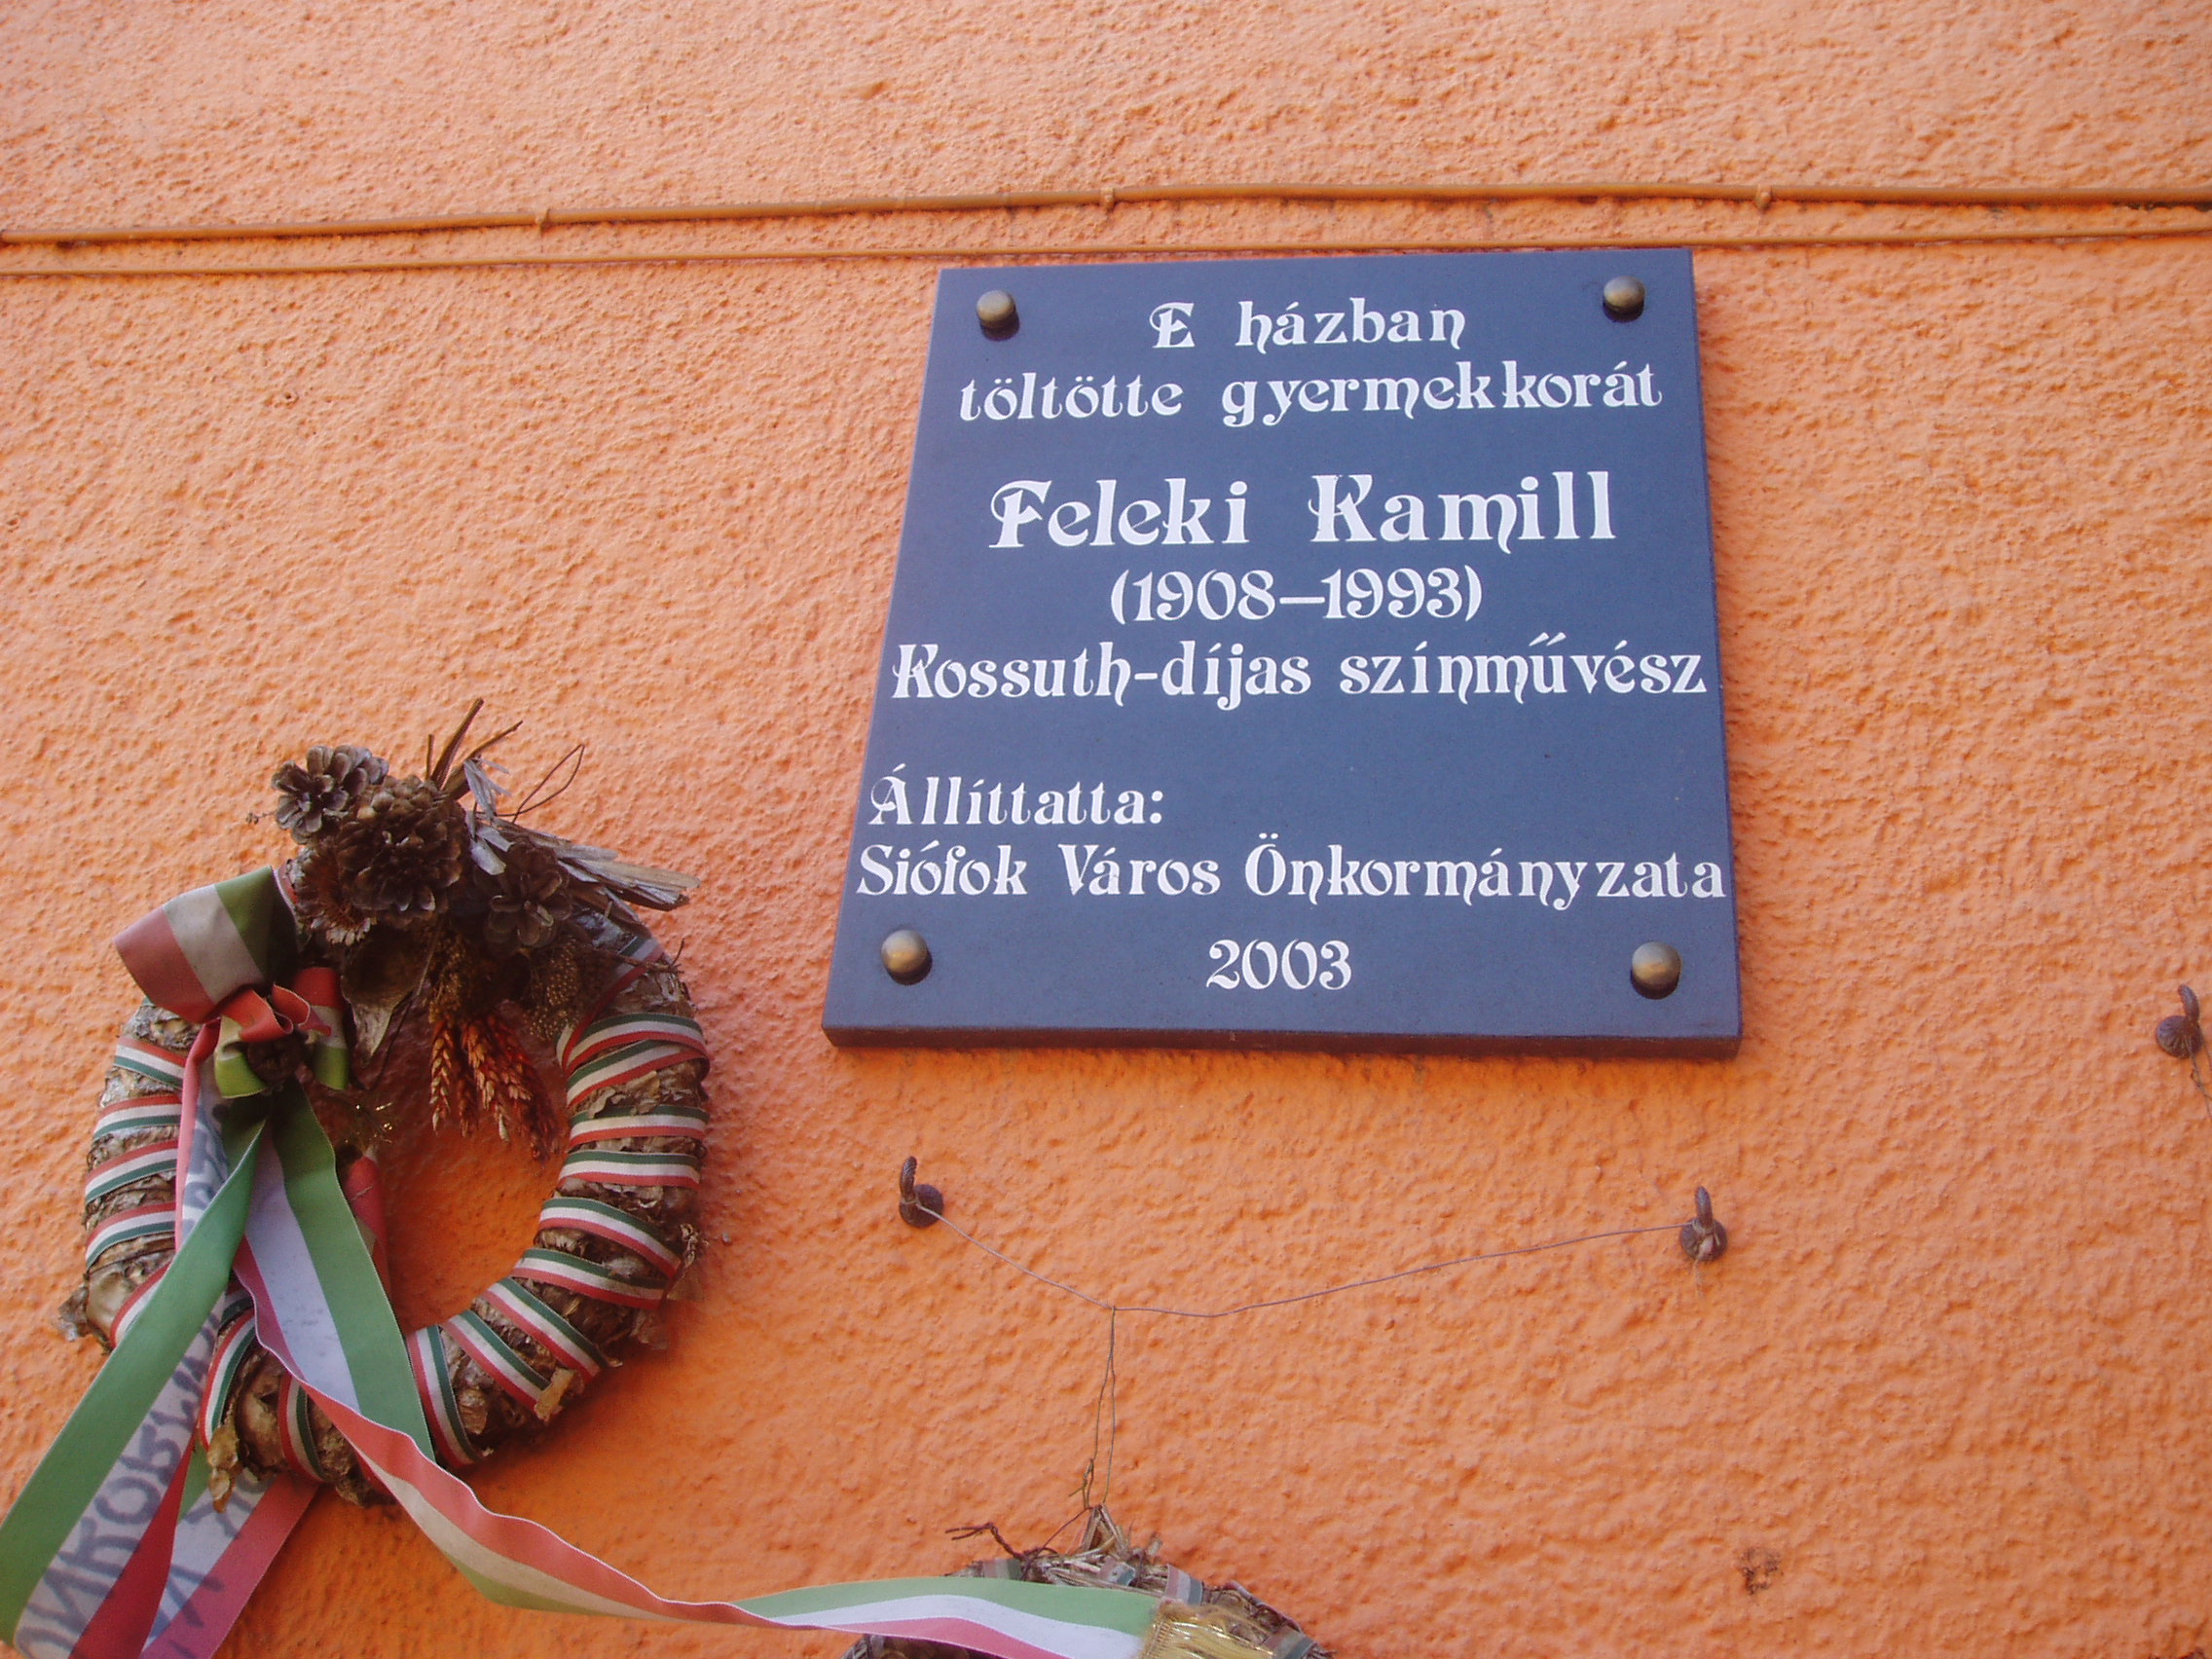 E házban
töltötte gyermekkorát
Feleki Kamill
(1908–1993)
Kossuth-díjas színművész
Állíttatta:
Siófok Város Önkormányzata
2003